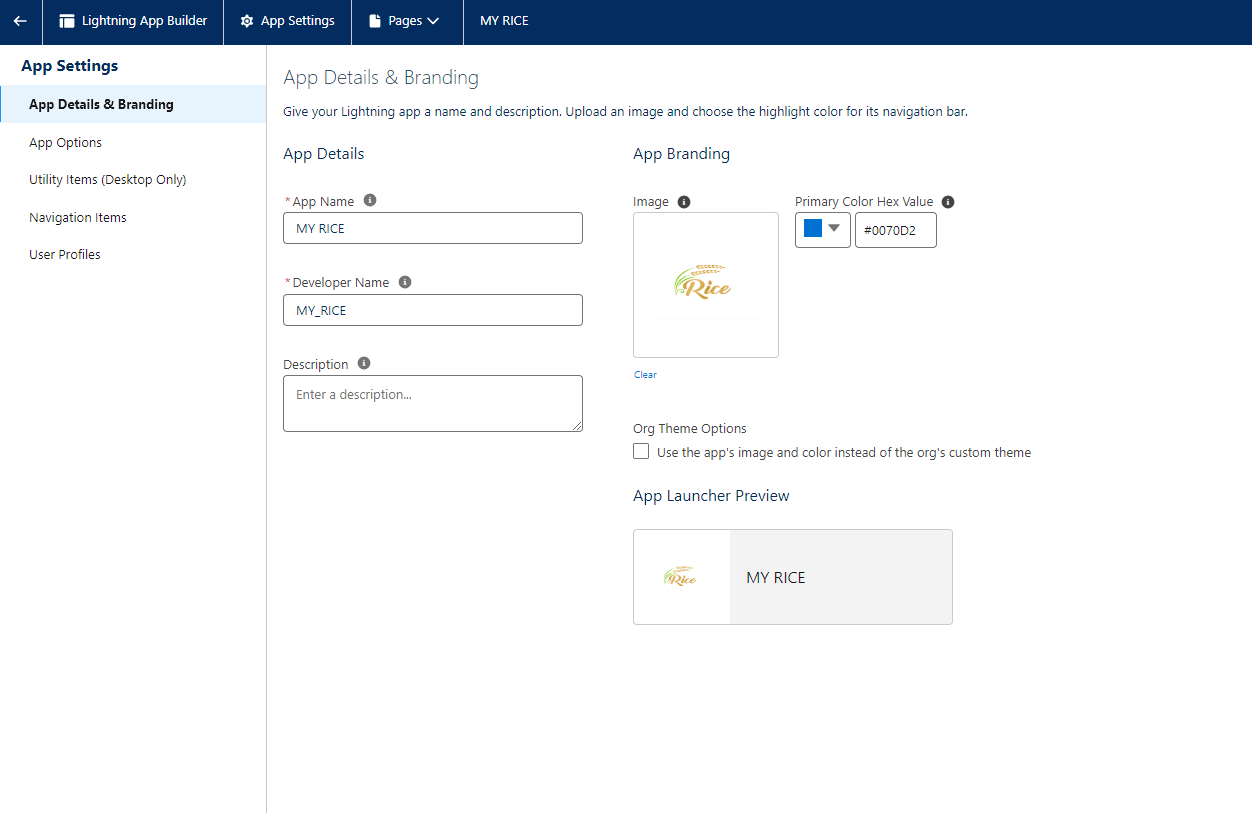 Lightning App Builder
App Settings
Pages
MY RICE
App Settings
App Details & Branding
App Options
Utility Items (Desktop Only)
Navigation Items
User Profiles
App Details & Branding
Give your Lightning app a name and description. Upload an image and choose the highlight color for its navigation bar.
App Details
*App Name
MY RICE
*Developer Name
MY_RICE
Description
Enter a description...
App Branding
Image
Rice
Clear
Primary Color Hex Value
#0070D2
Org Theme Options
Use the app's image and color instead of the org's custom theme
App Launcher Preview
Rice
MY RICE